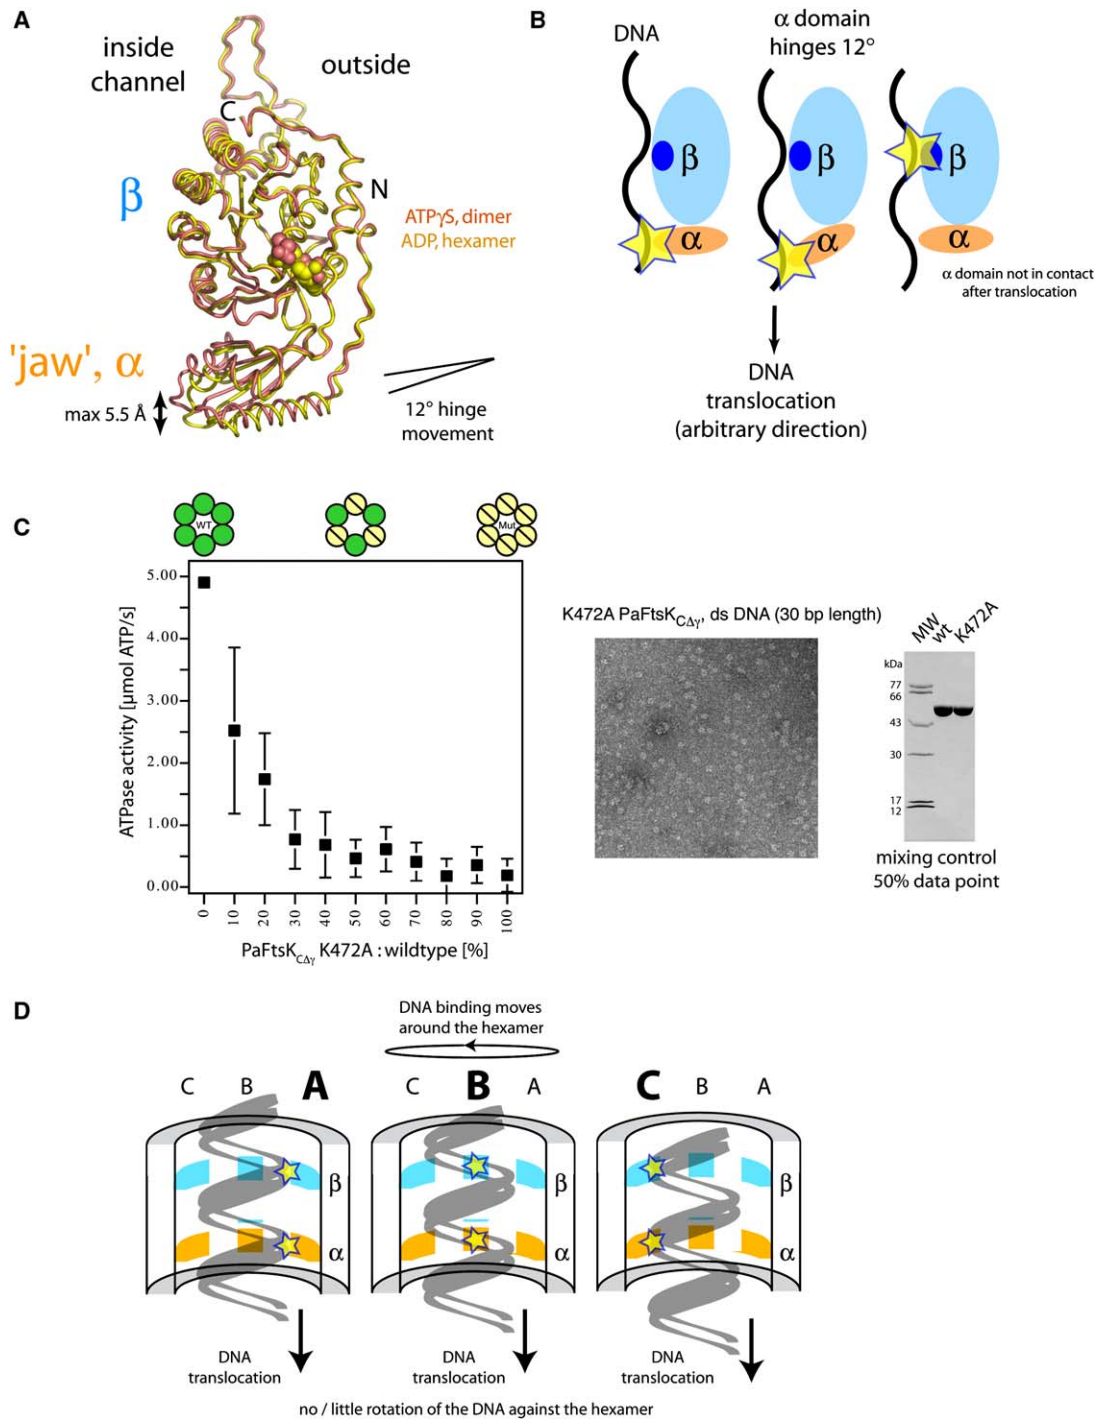 A
inside
channel
outside
C
N
β
ATPγS, dimer
ADP, hexamer
'jaw', α
max 5.5 Å
12° hinge
movement
B
DNA
α domain
hinges 12°
β
β
β
α
α
α
α domain not in contact
after translocation
DNA
translocation
(arbitrary direction)
C
WT
Mut
ATPase activity [µmol ATP/s]
5.00
4.00
3.00
2.00
1.00
0.00
0
10
20
30
40
50
60
70
80
90
100
PaFtsKCΔγ K472A : wildtype [%]
K472A PaFtsKCΔγ, ds DNA (30 bp length)
MW
wt
K472A
kDa
77
66
43
30
17
12
mixing control
50% data point
D
DNA binding moves
around the hexamer
C B A
C B A
C B A
β
β
β
α
α
α
DNA
translocation
DNA
translocation
DNA
translocation
no / little rotation of the DNA against the hexamer